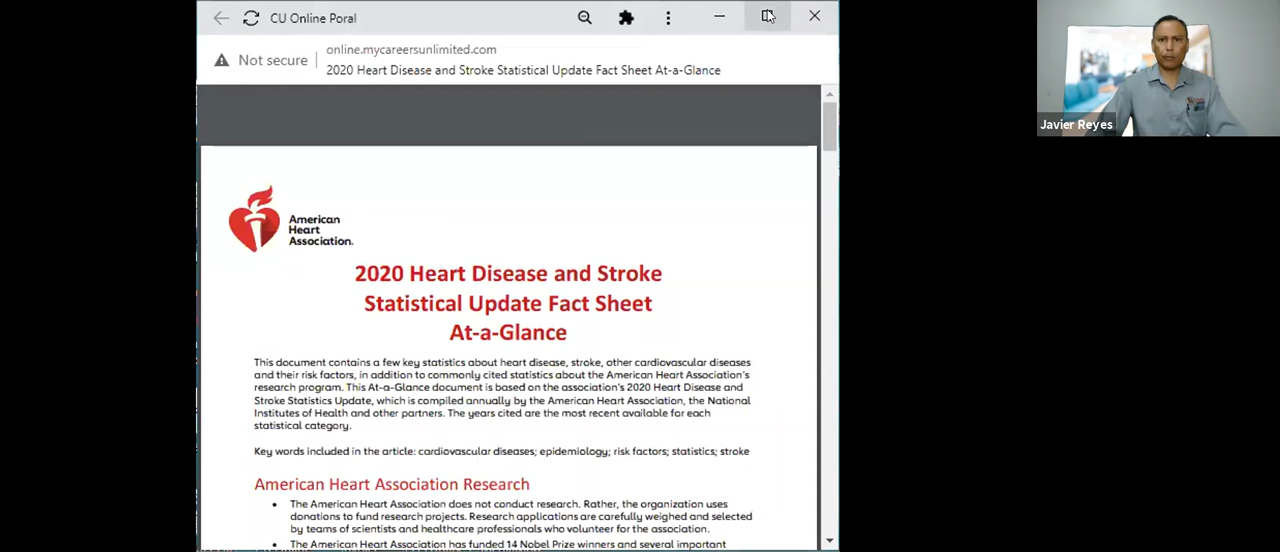 CU Online Poral
Not secure
online.mycareersunlimited.com
2020 Heart Disease and Stroke Statistical Update Fact Sheet At-a-Glance
Javier Reyes
American
Heart
Association.
2020 Heart Disease and Stroke
Statistical Update Fact Sheet
At-a-Glance
This document contains a few key statistics about heart disease, stroke, other cardiovascular diseases
and their risk factors, in addition to commonly cited statistics about the American Heart Association's
research program. This At-a-Glance document is based on the association's 2020 Heart Disease and
Stroke Statistics Update, which is compiled annually by the American Heart Association, the National
Institutes of Health and other partners. The years cited are the most recent available for each
statistical category.
Key words included in the article: cardiovascular diseases; epidemiology; risk factors; statistics; stroke
American Heart Association Research
• The American Heart Association does not conduct research. Rather, the organization uses
donations to fund research projects. Research applications are carefully weighed and selected
by teams of scientists and healthcare professionals who volunteer for the association.
• The American Heart Association has funded 14 Nobel Prize winners and several important